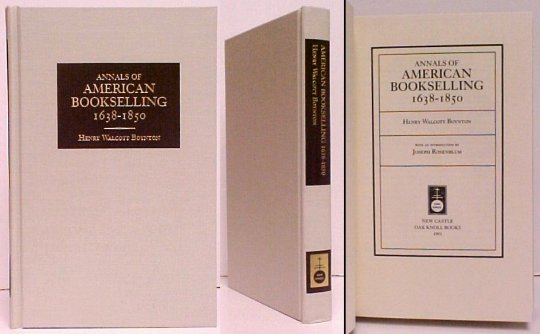 ANNALS OF
AMERICAN
BOOKSELLING
1638-1850
HENRY WALCOTT BOYNTON
AMERICAN BOOKSELLING 1638-1850
HENRY WALCOTT BOYNTON
ANNALS OF
AMERICAN
BOOKSELLING
1638-1850
HENRY WALCOTT BOYNTON
WITH AN INTRODUCTION BY
JOSEPH ROSENBLUM
NEW CASTLE
OAK KNOLL BOOKS
1991